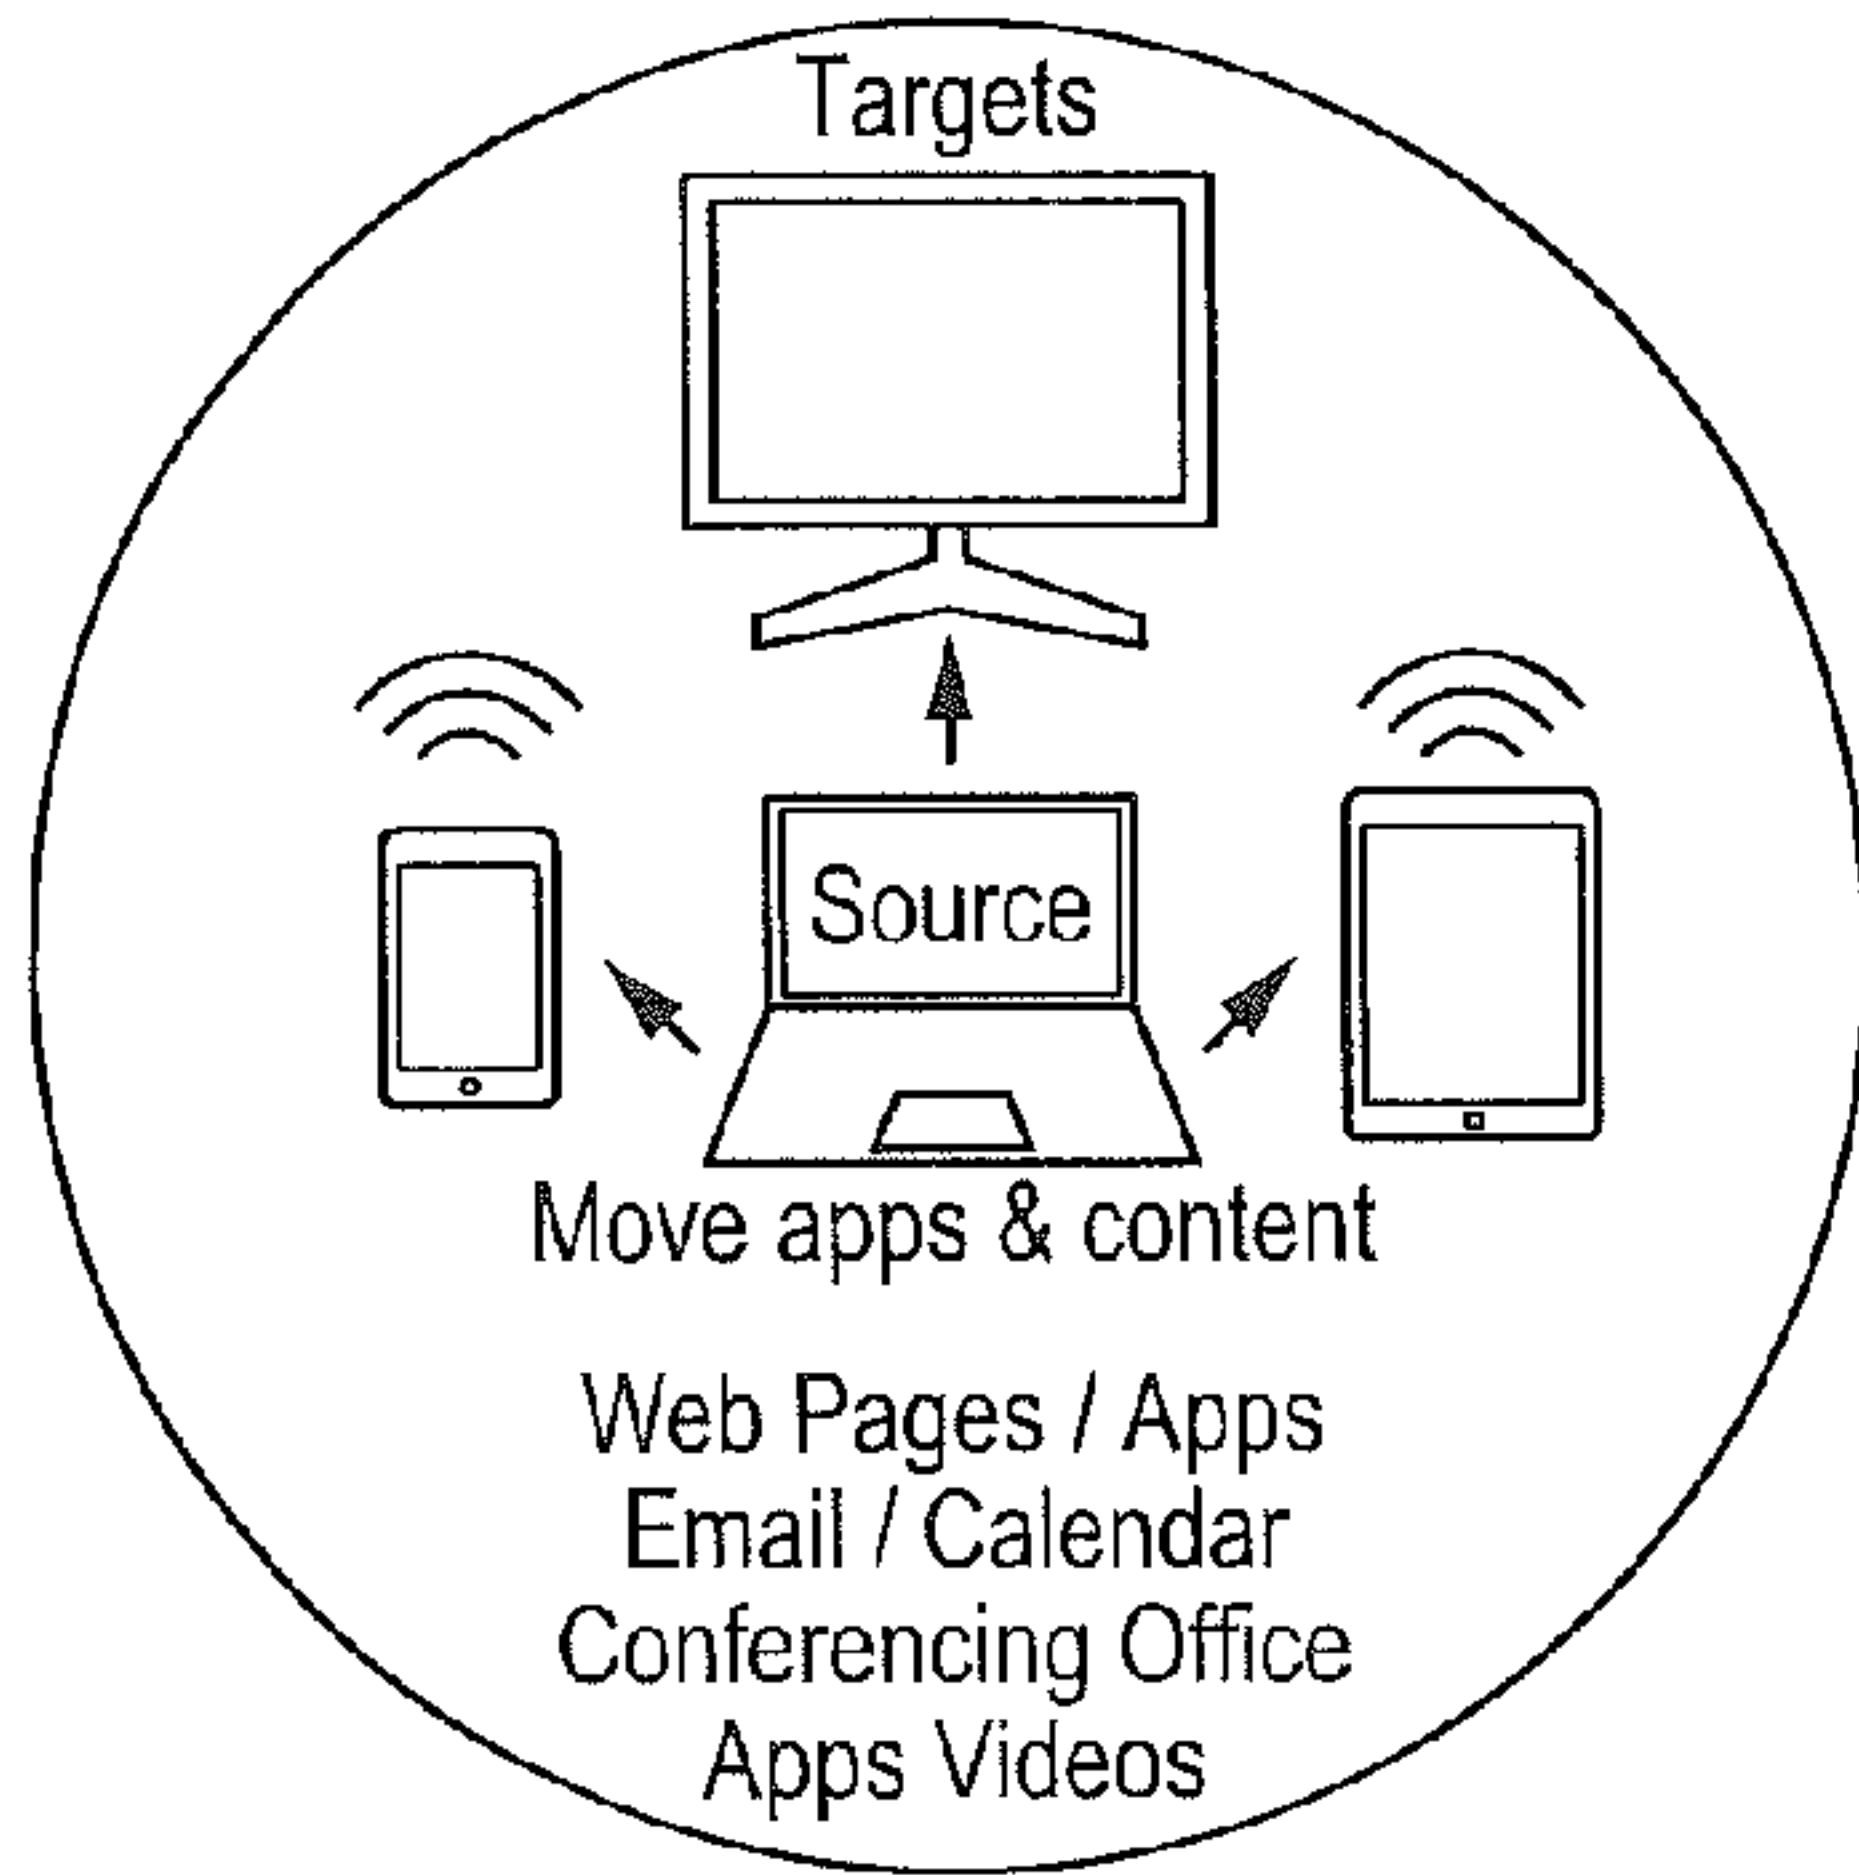 Targets
Source
Move apps & content
Web Pages / Apps
Email / Calendar
Conferencing Office
Apps Videos